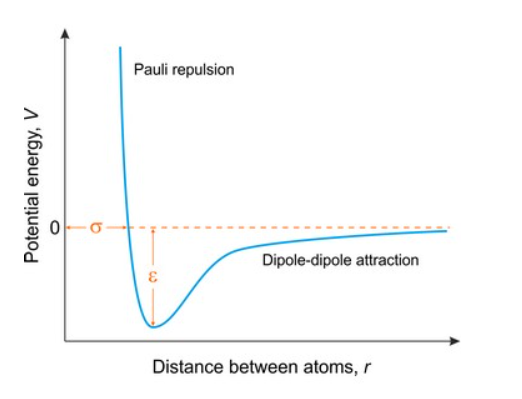 Pauli repulsion
Potential energy, V
0
σ
ε
Dipole-dipole attraction
Distance between atoms, r